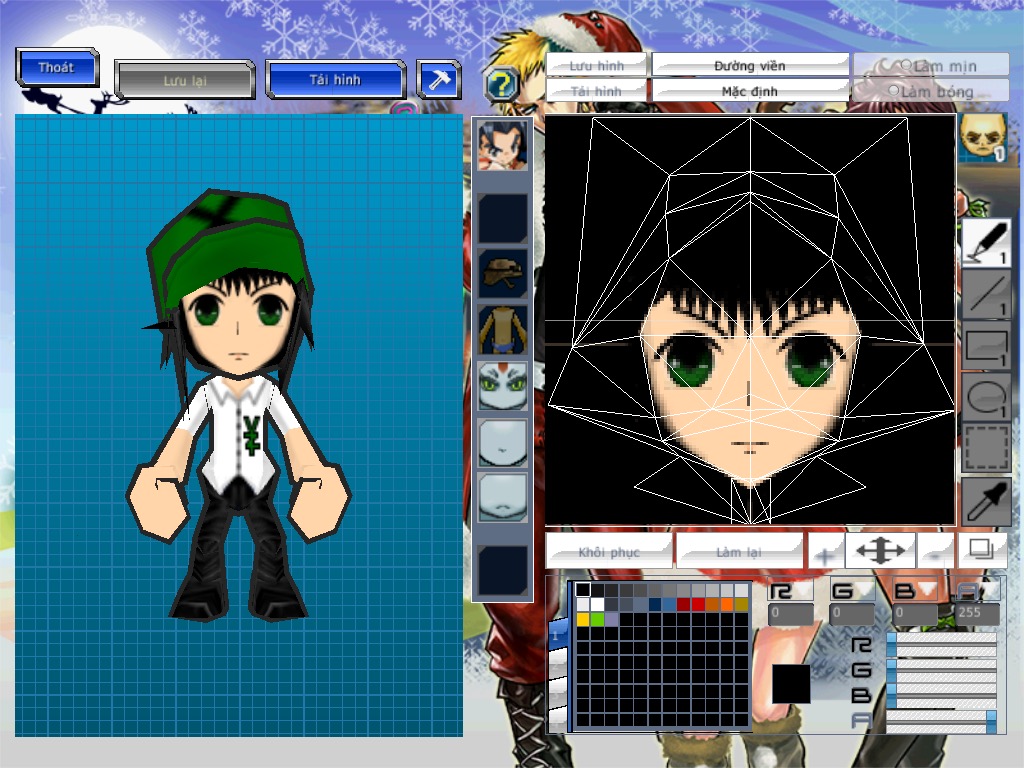 Thoát
Lưu lại
Tải hình
?
Lưu hình
Đường viền
Làm mịn
Tải hình
Mặc định
Làm bóng
1
1
1
1
1
Khôi phục
Làm lại
+
-
R
G
B
A
0
0
0
255
1
R
G
B
A